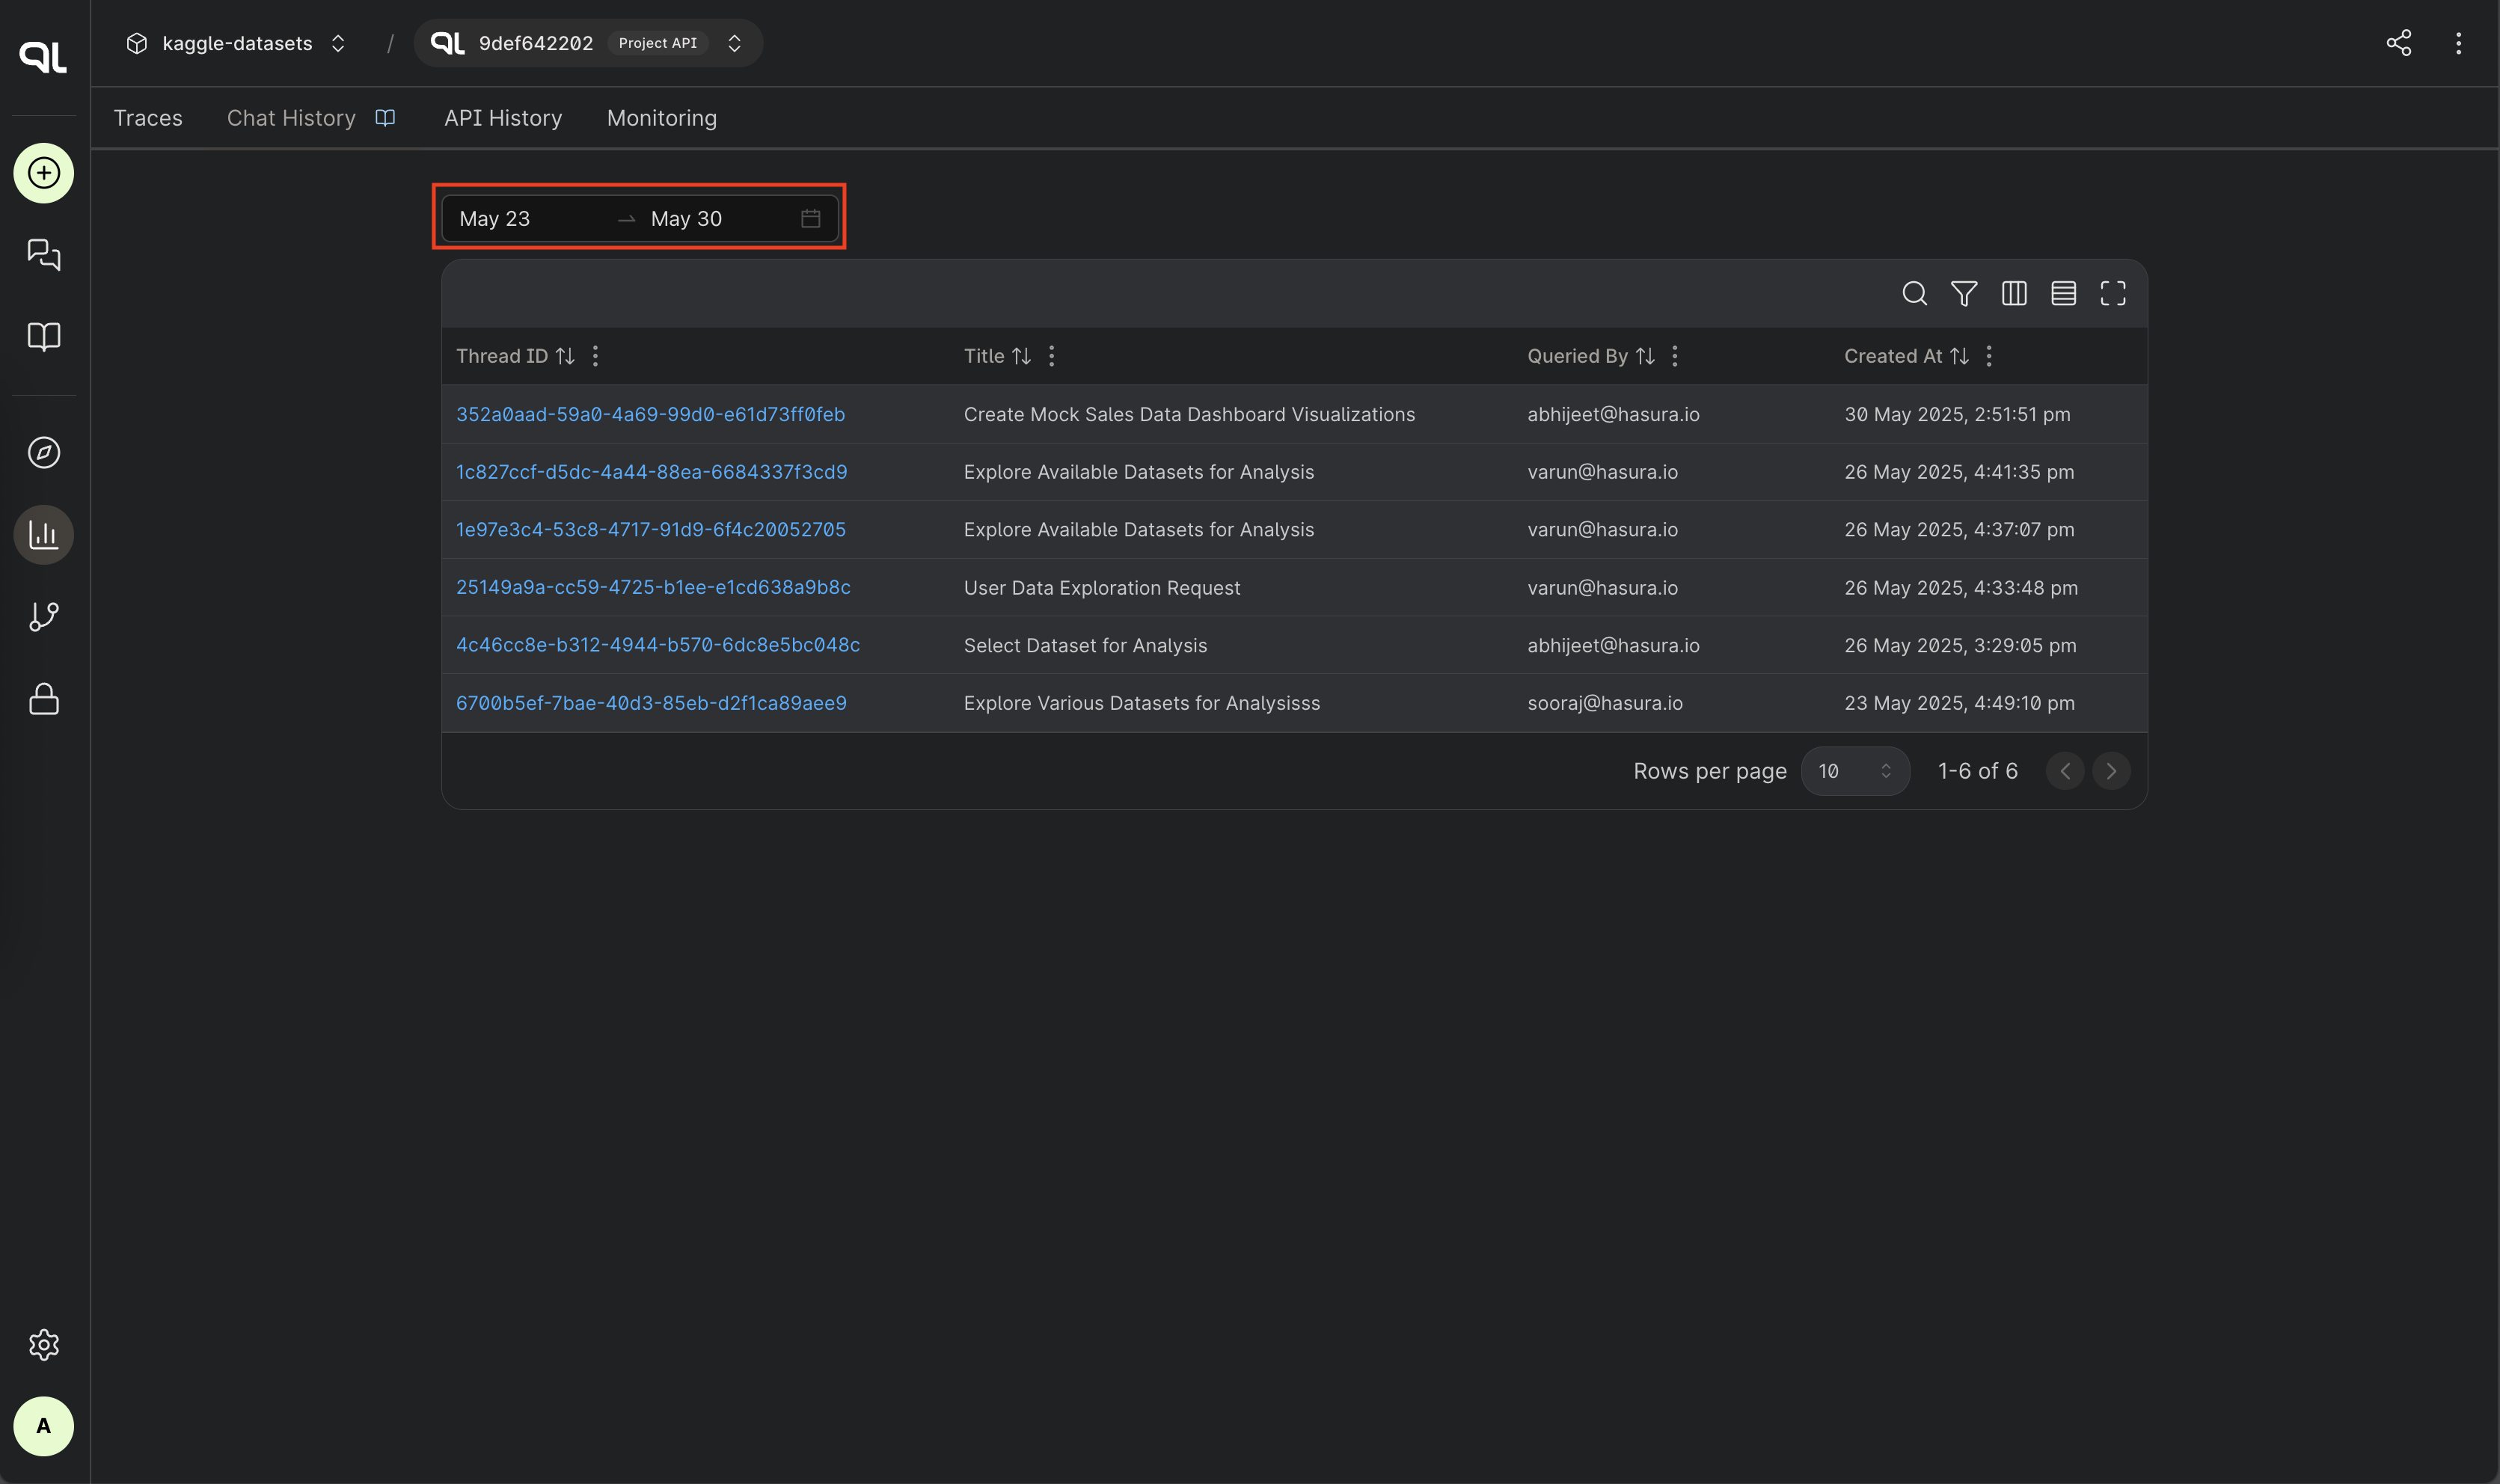 QL
kaggle-datasets / QL 9def642202 Project API
Traces Chat History API History Monitoring
May 23 → May 30
Thread ID Title Queried By Created At
352a0aad-59a0-4a69-99d0-e61d73ff0feb Create Mock Sales Data Dashboard Visualizations abhijeet@hasura.io 30 May 2025, 2:51:51 pm
1c827ccf-d5dc-4a44-88ea-6684337f3cd9 Explore Available Datasets for Analysis varun@hasura.io 26 May 2025, 4:41:35 pm
1e97e3c4-53c8-4717-91d9-6f4c20052705 Explore Available Datasets for Analysis varun@hasura.io 26 May 2025, 4:37:07 pm
25149a9a-cc59-4725-b1ee-e1cd638a9b8c User Data Exploration Request varun@hasura.io 26 May 2025, 4:33:48 pm
4c46cc8e-b312-4944-b570-6dc8e5bc048c Select Dataset for Analysis abhijeet@hasura.io 26 May 2025, 3:29:05 pm
6700b5ef-7bae-40d3-85eb-d2f1ca89aee9 Explore Various Datasets for Analysisss sooraj@hasura.io 23 May 2025, 4:49:10 pm
Rows per page 10 1-6 of 6
A